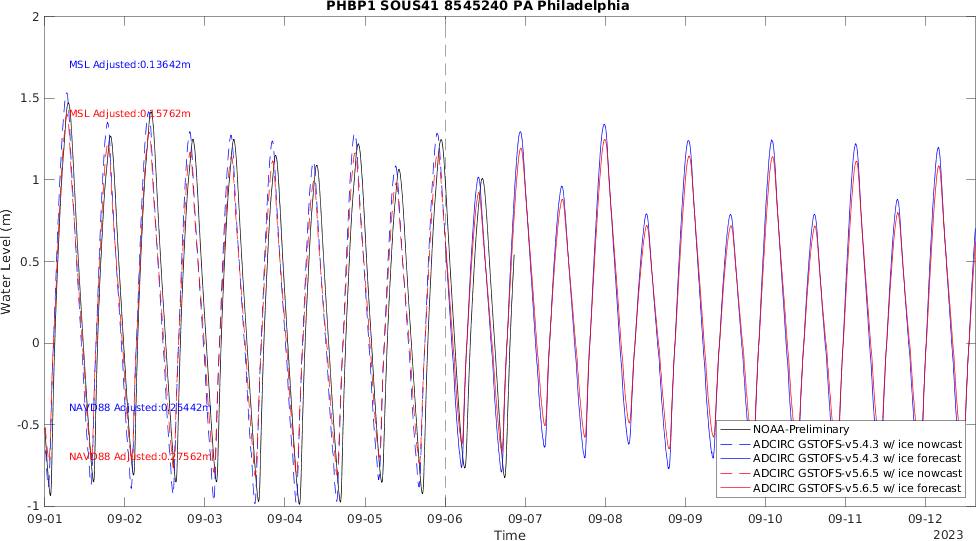 PHBP1 SOUS41 8545240 PA Philadelphia
2
1.5
1
0.5
0
-0.5
-1
Water Level (m)
MSL Adjusted:0.13642m
MSL Adjusted:0.15762m
NAVD88 Adjusted:0.25442m
NAVD88 Adjusted:0.27562m
NOAA-Preliminary
ADCIRC GSTOFS-v5.4.3 w/ ice nowcast
ADCIRC GSTOFS-v5.4.3 w/ ice forecast
ADCIRC GSTOFS-v5.6.5 w/ ice nowcast
ADCIRC GSTOFS-v5.6.5 w/ ice forecast
09-01 09-02 09-03 09-04 09-05 09-06 09-07 09-08 09-09 09-10 09-11 09-12
Time
2023